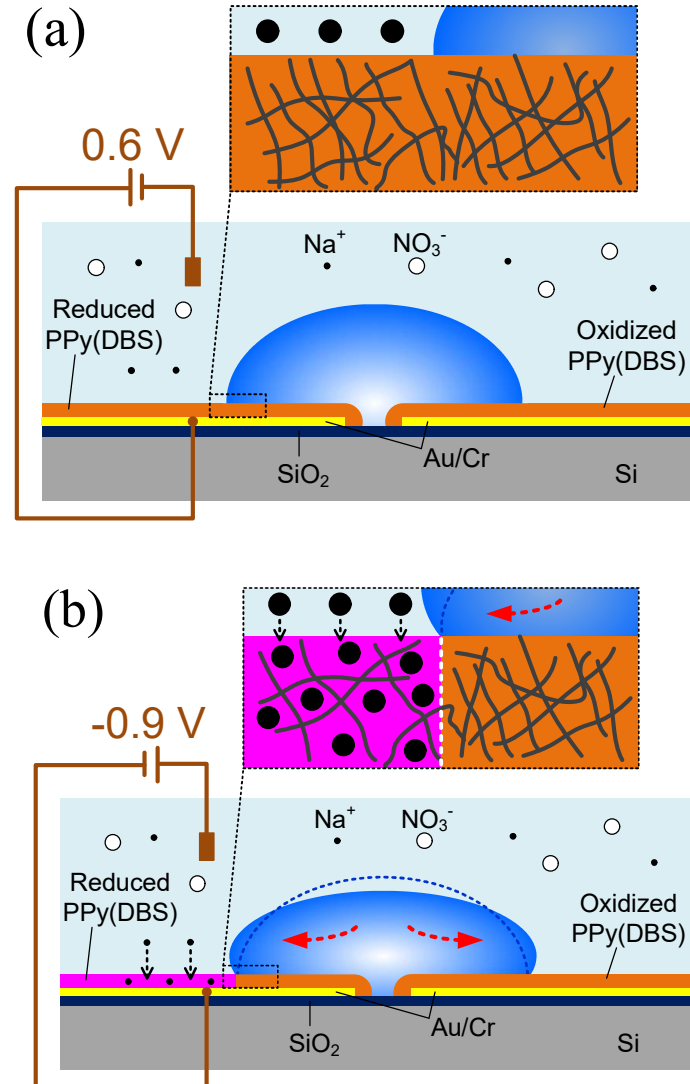 (a)
0.6 V
Na⁺
NO₃⁻
Reduced
PPy(DBS)
Oxidized
PPy(DBS)
Au/Cr
SiO₂
Si
(b)
-0.9 V
Na⁺
NO₃⁻
Reduced
PPy(DBS)
Oxidized
PPy(DBS)
Au/Cr
SiO₂
Si